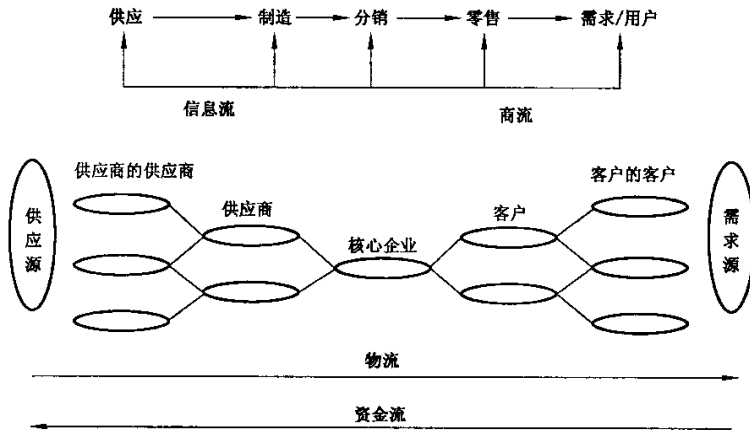 供应 制造 分销 零售 需求/用户
信息流 商流
供应商的供应商 客户的客户
供应商 客户
核心企业
供应源
需求源
物流
资金流